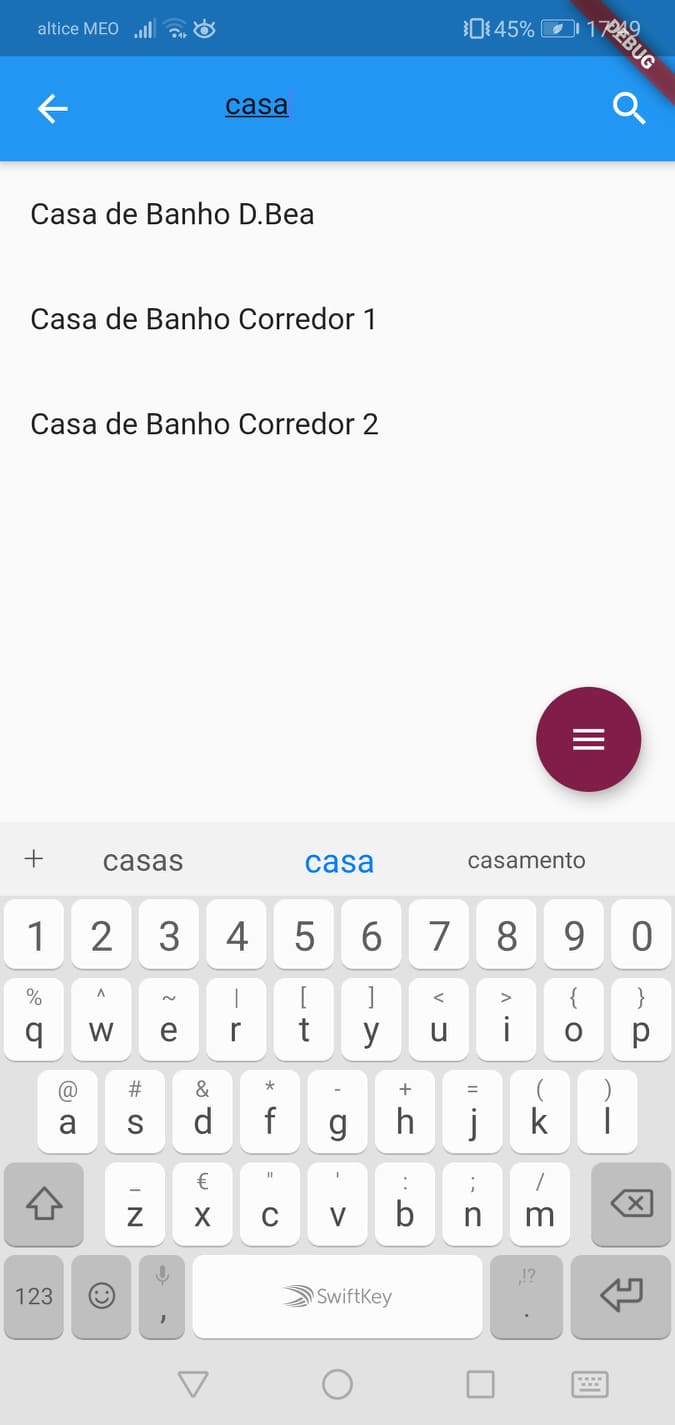 altice MEO 45% 17:49
DEBUG
casa
Casa de Banho D.Bea
Casa de Banho Corredor 1
Casa de Banho Corredor 2
+ casas casa casamento
1 2 3 4 5 6 7 8 9 0
% ^ ~ | [ ] < > { }
q w e r t y u i o p
@ # & * - + = ( )
a s d f g h j k l
_ € " ' : ; /
z x c v b n m
,!?
123 , SwiftKey .